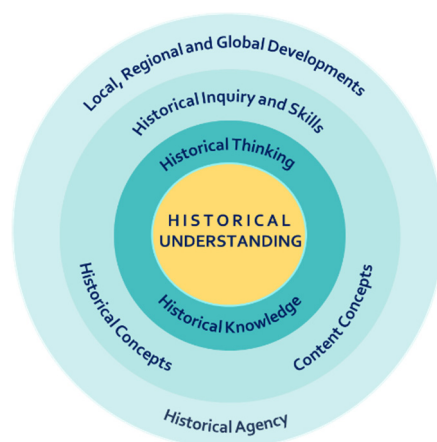 Local, Regional and Global Developments
Historical Inquiry and Skills
Historical Thinking
HISTORICAL
UNDERSTANDING
Historical Knowledge
Historical Concepts
Content Concepts
Historical Agency